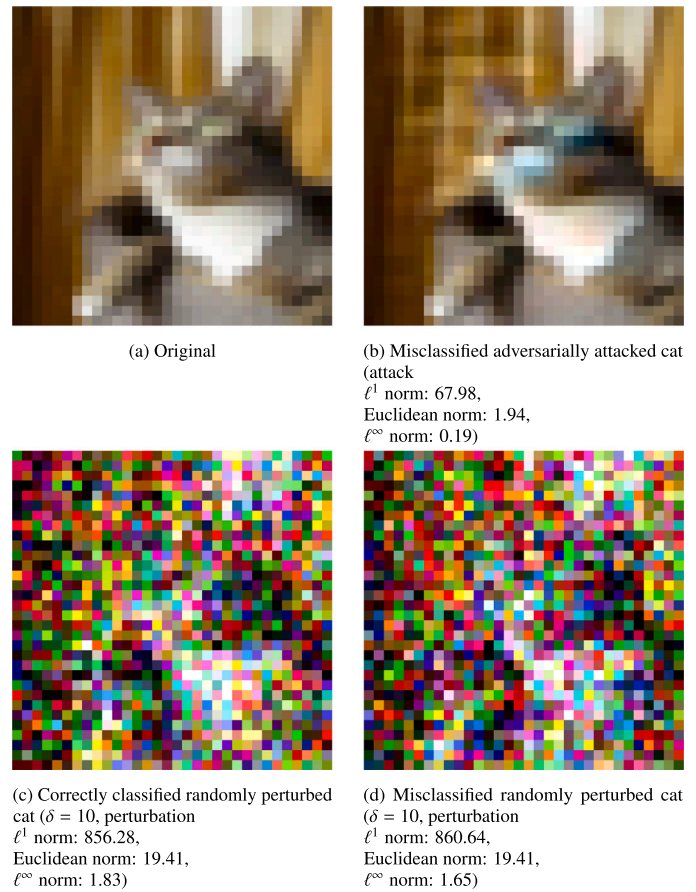 (a) Original
(b) Misclassified adversarially attacked cat
(attack
ℓ¹ norm: 67.98,
Euclidean norm: 1.94,
ℓ∞ norm: 0.19)
(c) Correctly classified randomly perturbed
cat (δ = 10, perturbation
ℓ¹ norm: 856.28,
Euclidean norm: 19.41,
ℓ∞ norm: 1.83)
(d) Misclassified randomly perturbed cat
(δ = 10, perturbation
ℓ¹ norm: 860.64,
Euclidean norm: 19.41,
ℓ∞ norm: 1.65)